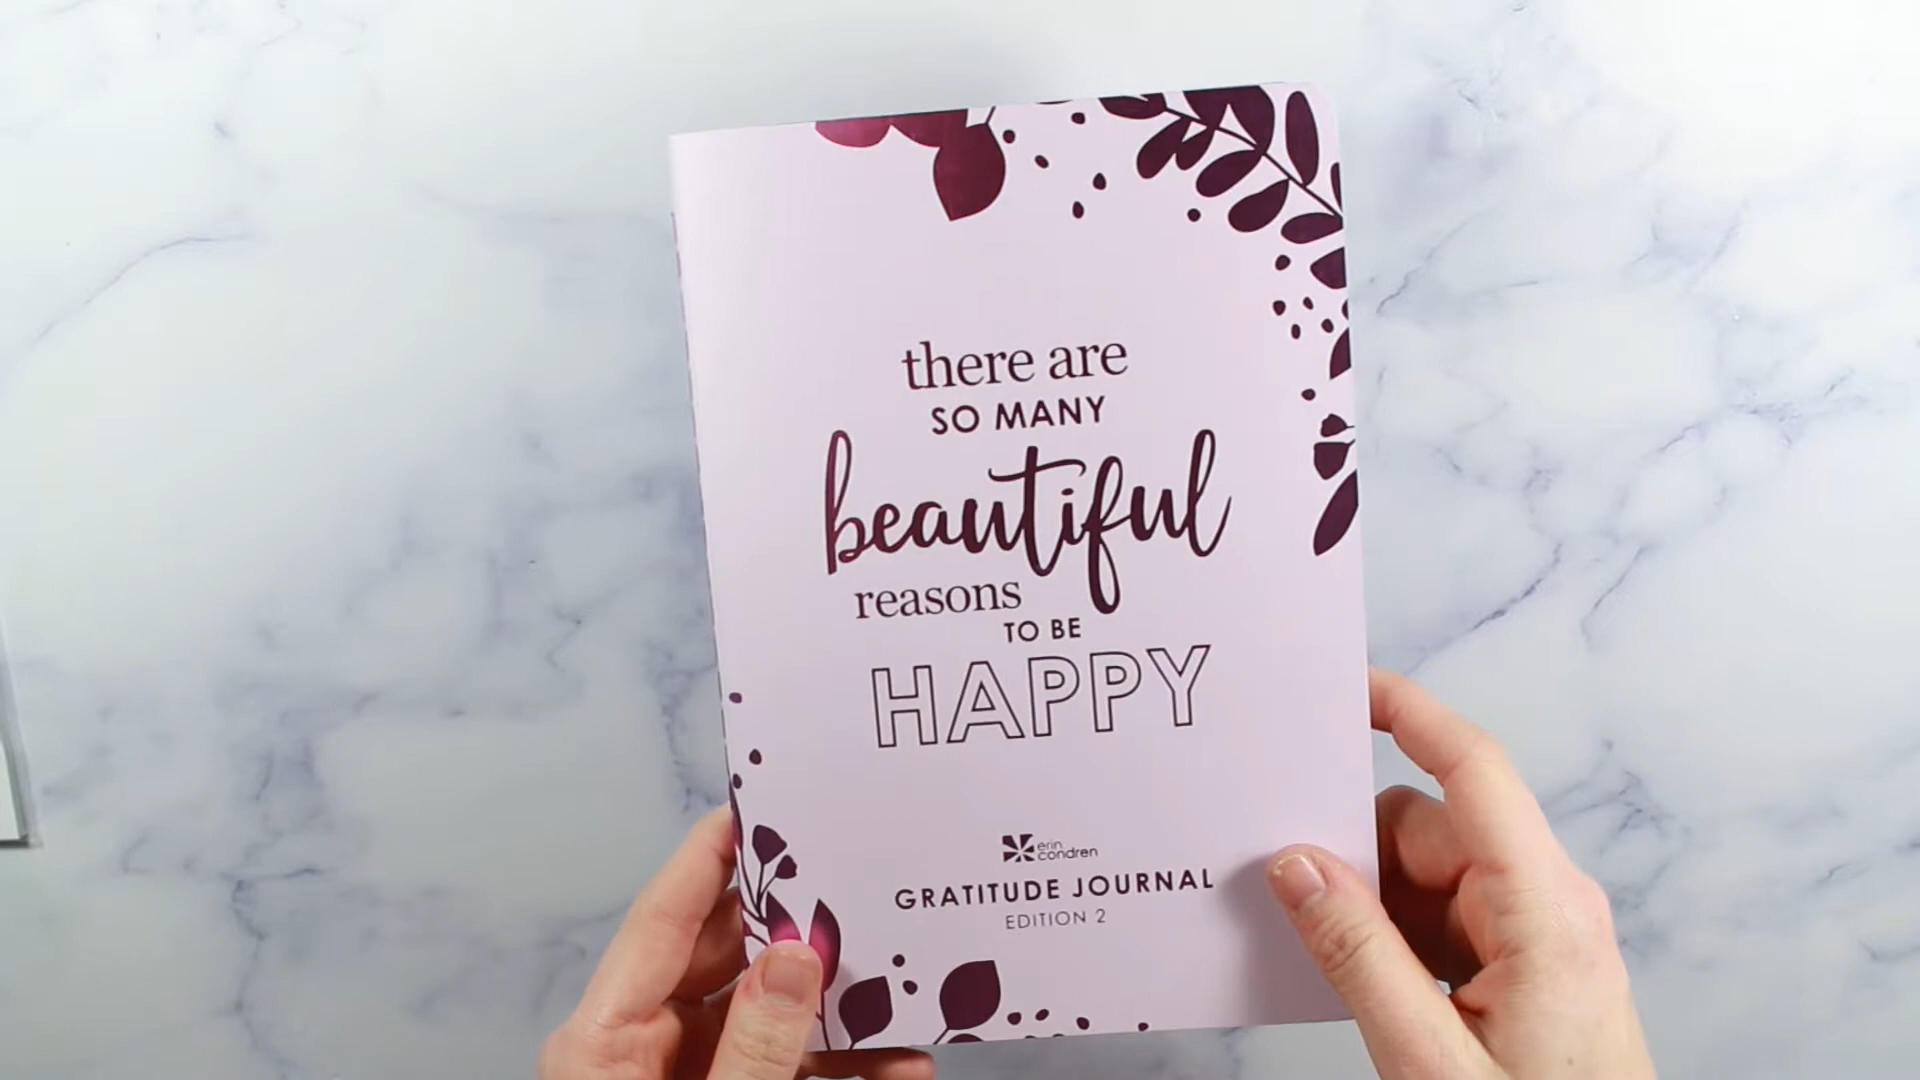 there are
SO MANY
beautiful
reasons
TO BE
HAPPY
erin
condren
GRATITUDE JOURNAL
EDITION 2